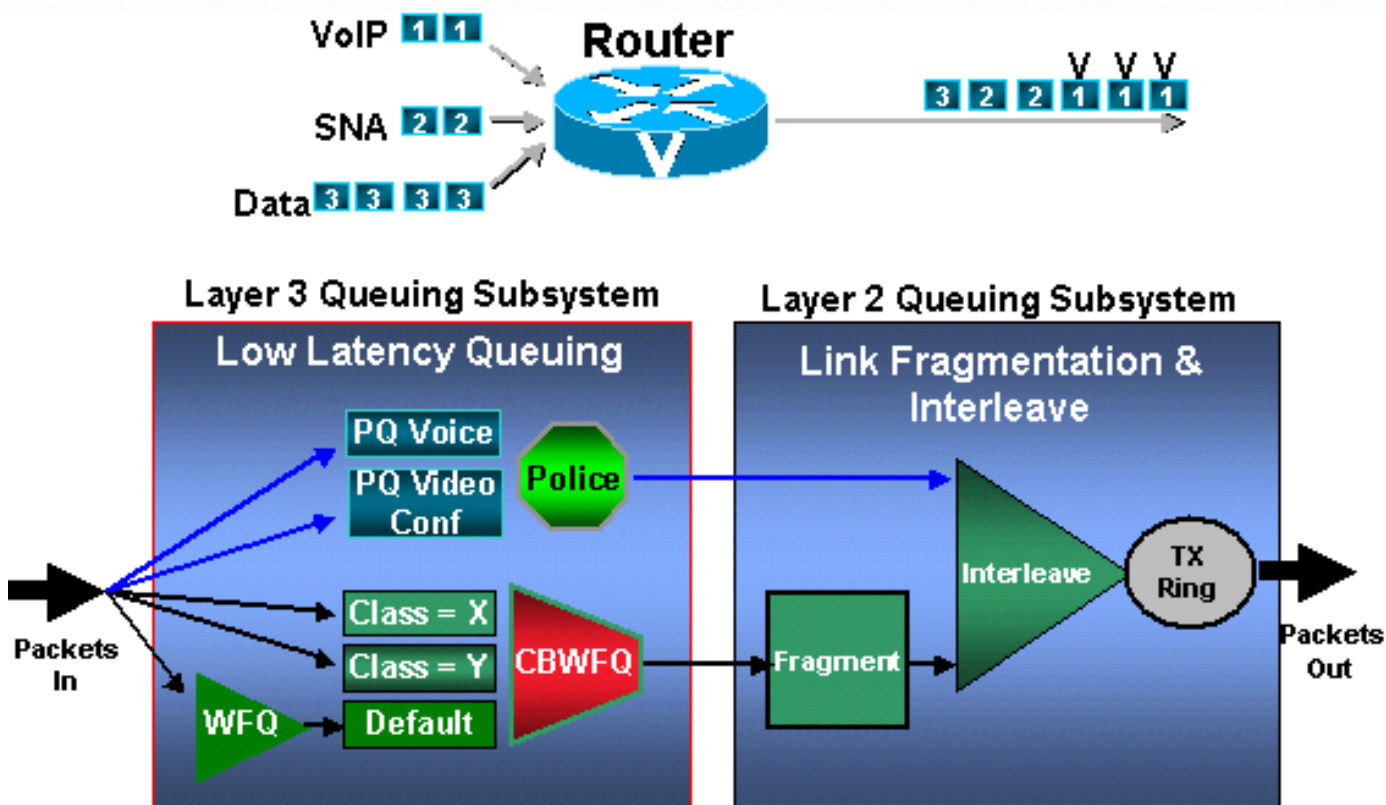 VoIP 1 1
Router
V V V
3 2 2 1 1 1
SNA 2 2
V
Data 3 3 3 3
Layer 3 Queuing Subsystem
Layer 2 Queuing Subsystem
Low Latency Queuing
Link Fragmentation &
Interleave
PQ Voice
PQ Video
Conf
Police
Interleave
TX
Ring
Packets
In
Class = X
Class = Y
CBWFQ
WFQ
Default
Fragment
Packets
Out